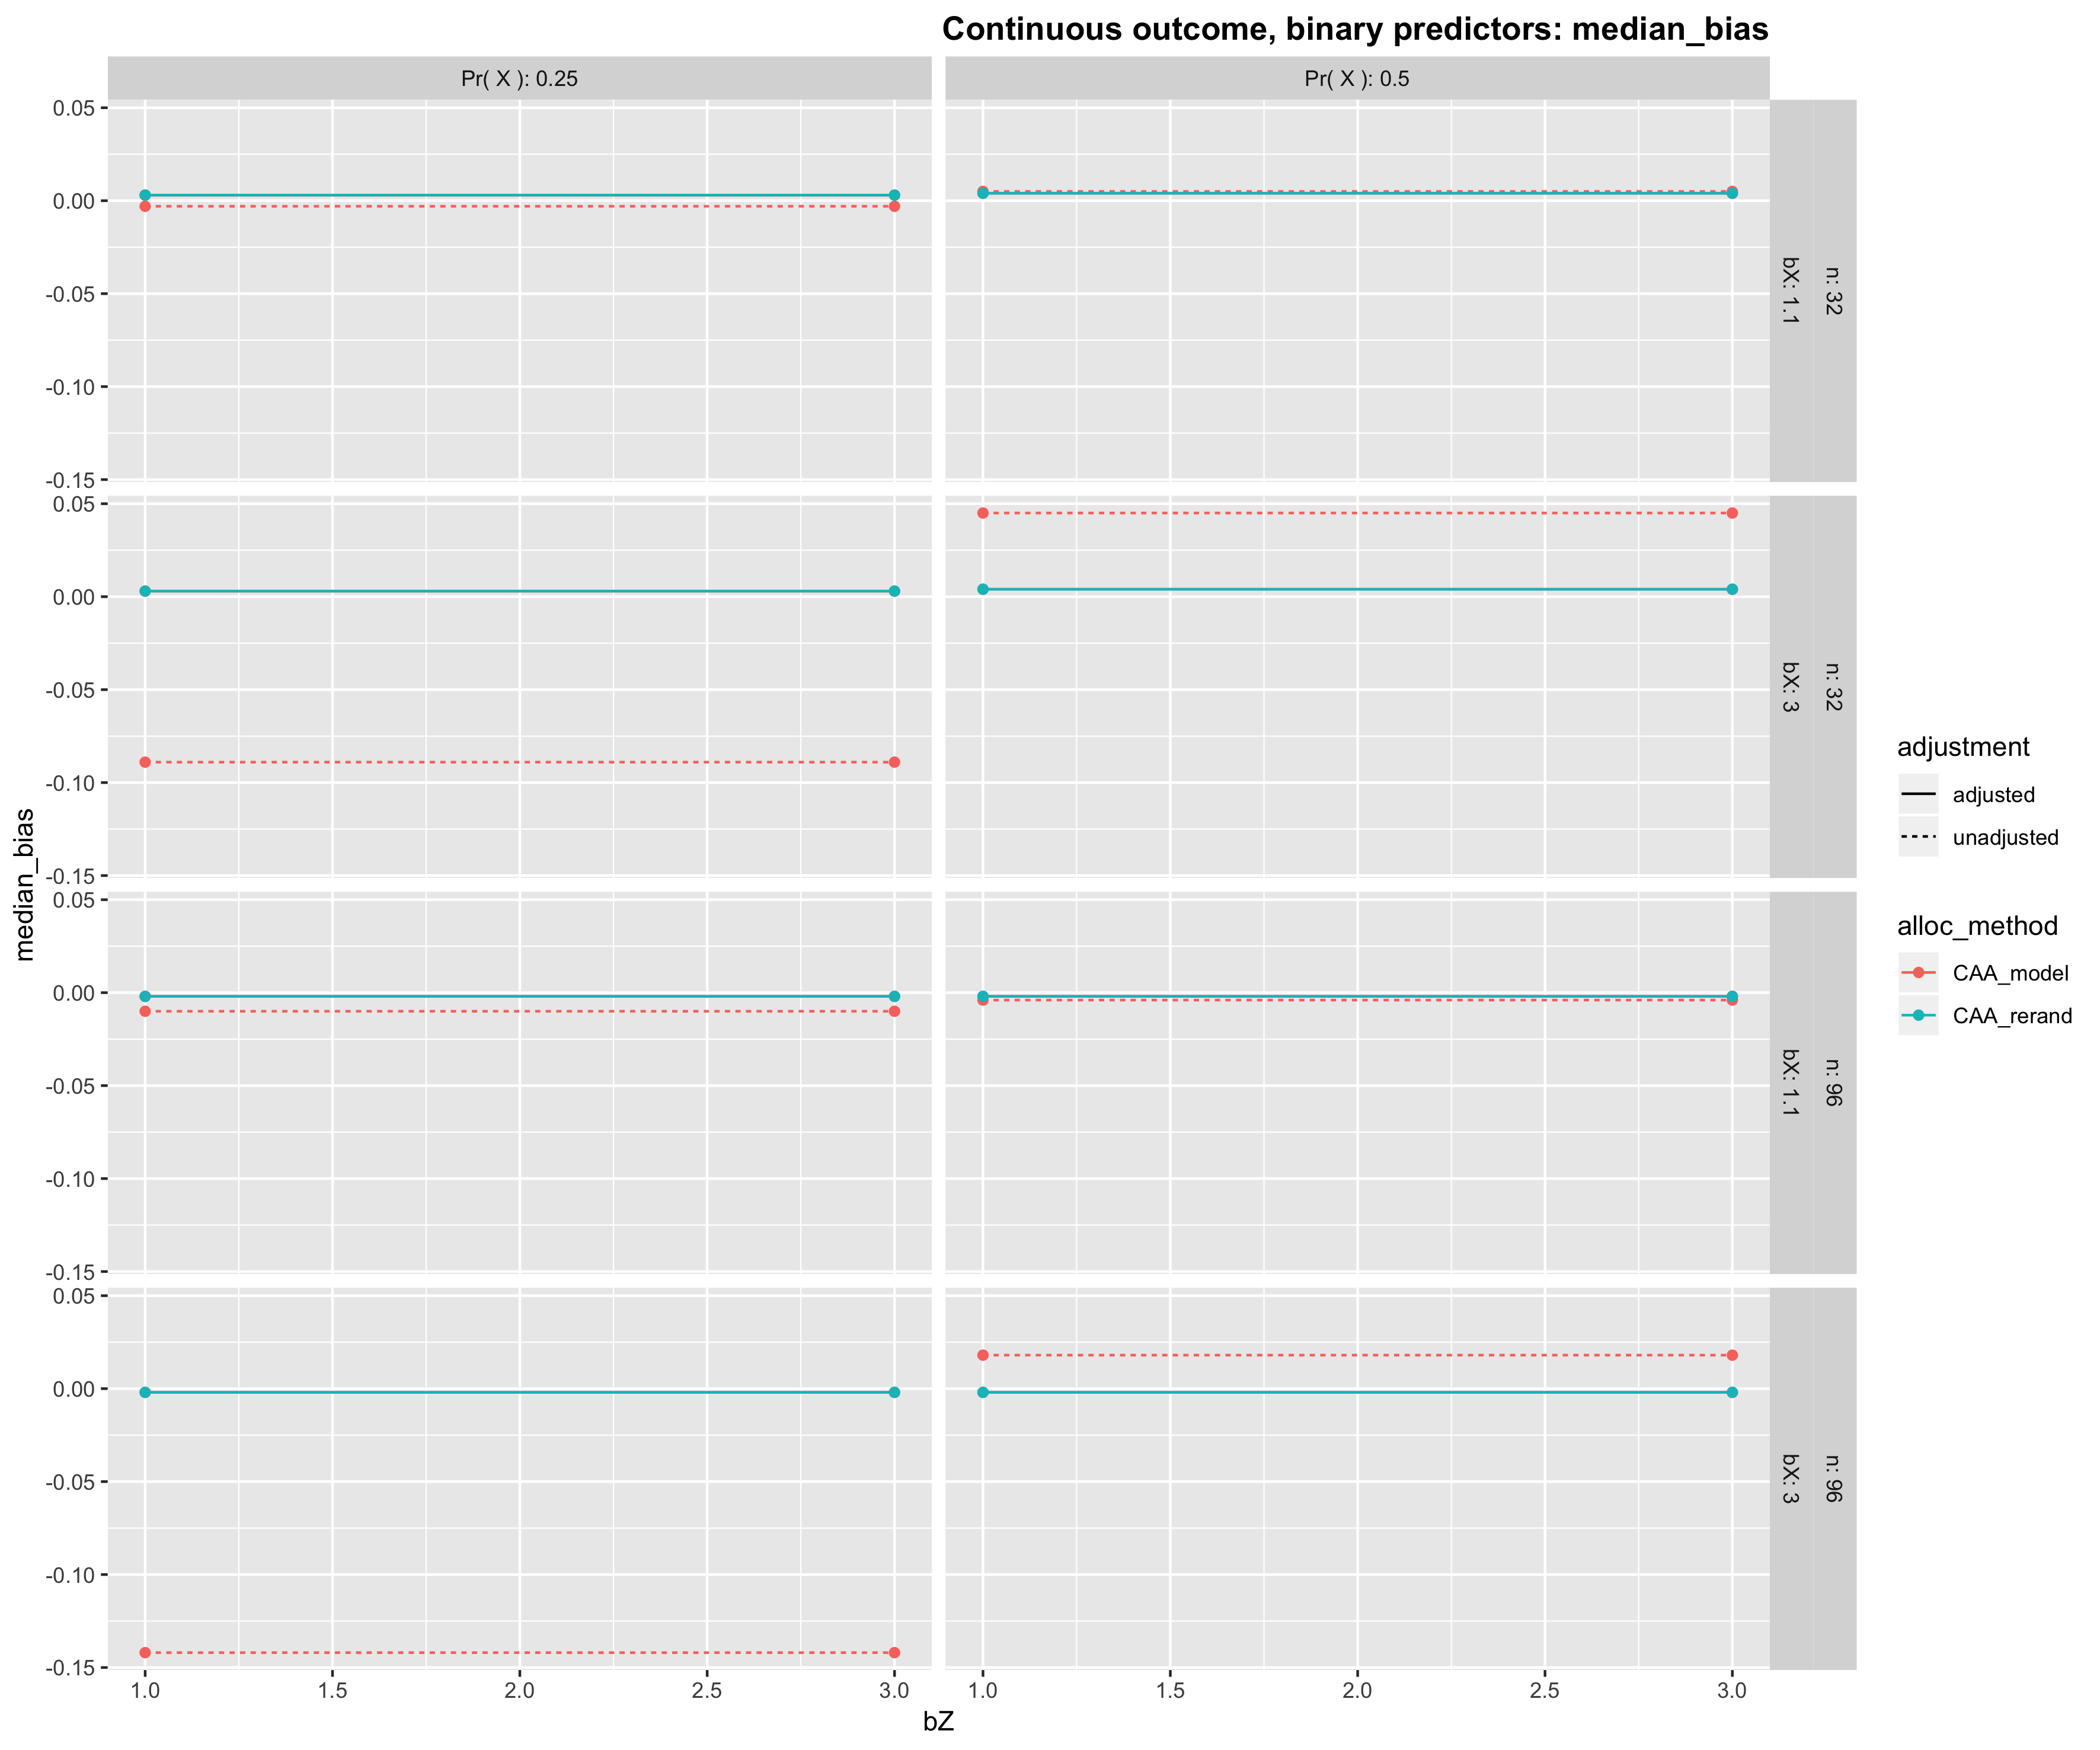 Continuous outcome, binary predictors: median_bias
Pr( X ): 0.25
Pr( X ): 0.5
0.05
0.00
-0.05
-0.10
-0.15
bX: 1.1
n: 32
0.05
0.00
-0.05
-0.10
-0.15
bX: 3
n: 32
0.05
0.00
-0.05
-0.10
-0.15
bX: 1.1
n: 96
0.05
0.00
-0.05
-0.10
-0.15
bX: 3
n: 96
1.0
1.5
2.0
2.5
3.0
1.0
1.5
2.0
2.5
3.0
bZ
median_bias
adjustment
adjusted
unadjusted
alloc_method
CAA_model
CAA_rerand